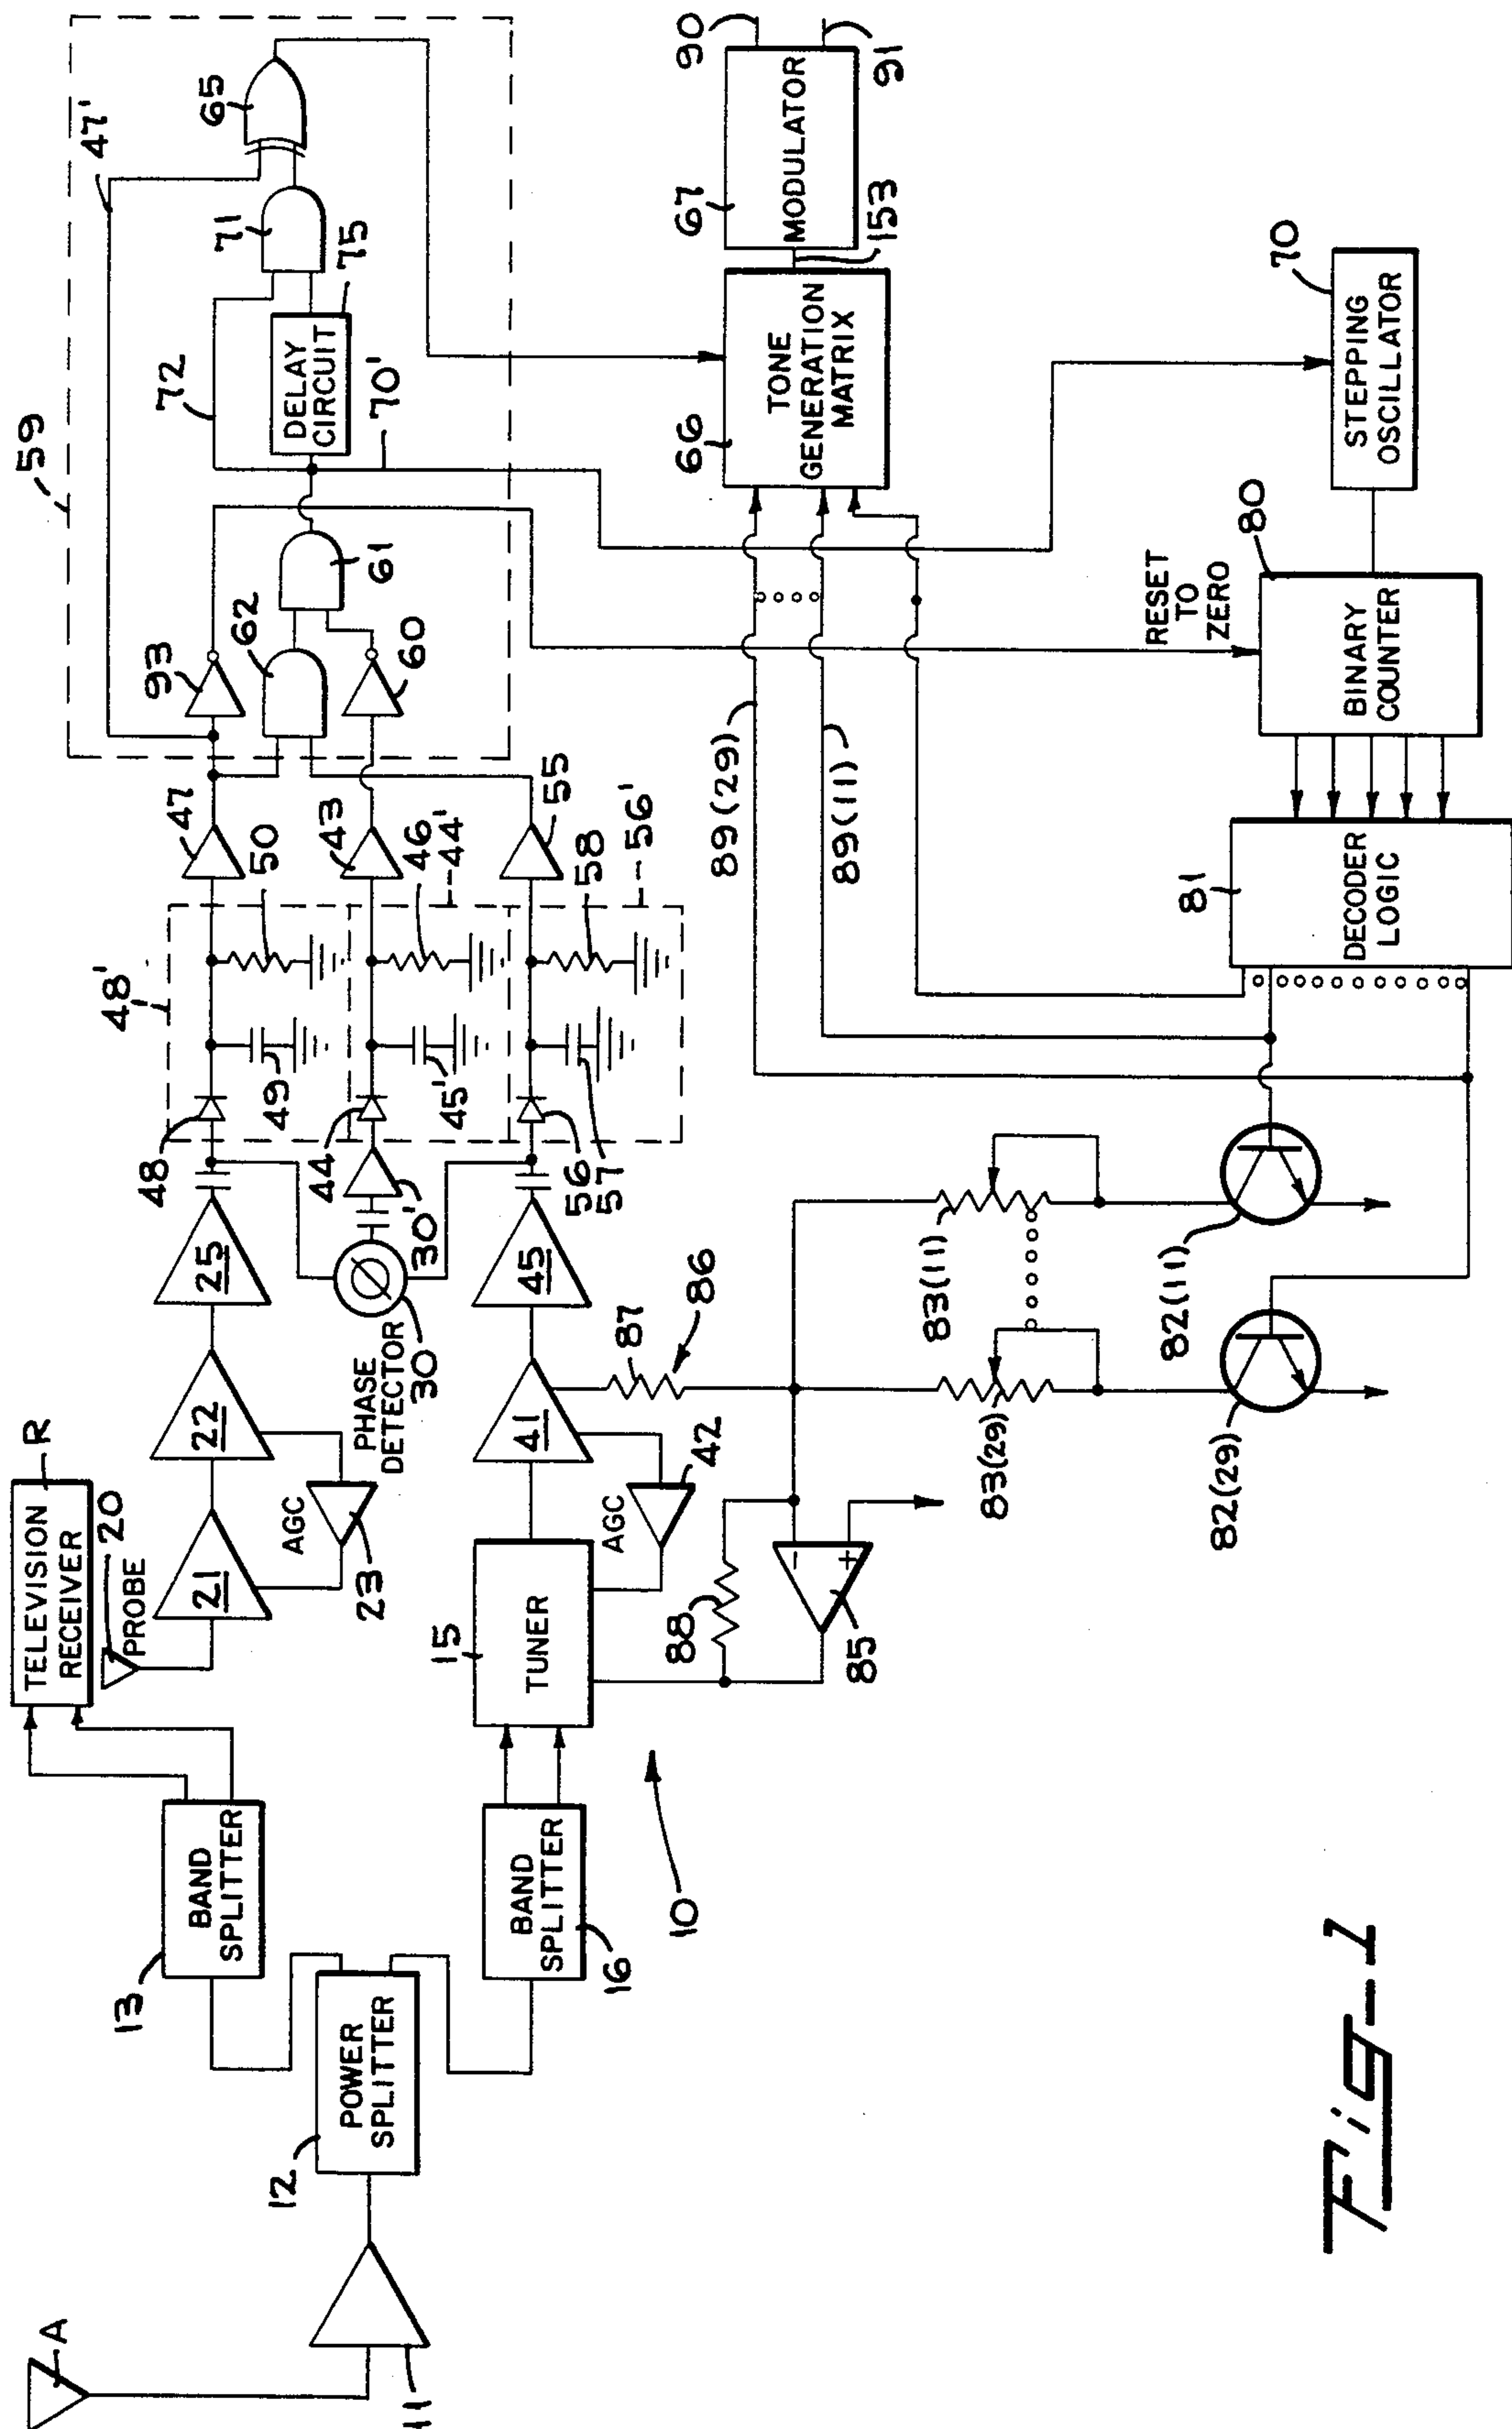 A
11
12
POWER
SPLITTER
13
BAND
SPLITTER
16
BAND
SPLITTER
10
TELEVISION
RECEIVER
R
20
PROBE
21
22
25
AGC
23
15
TUNER
41
45
AGC
42
PHASE
DETECTOR
30
30'
87
86
88
85
48
48'
49
50
44
44'
45'
46
56
56'
57
58
47
43
55
59
47'
93
62
61
60
72
70'
DELAY
CIRCUIT
75
71
65
66
TONE
GENERATION
MATRIX
153
67
MODULATOR
90
91
89(29)
89(11)
RESET
TO
ZERO
70
STEPPING
OSCILLATOR
80
BINARY
COUNTER
81
DECODER
LOGIC
83(11)
83(29)
82(11)
82(29)
Fig-1